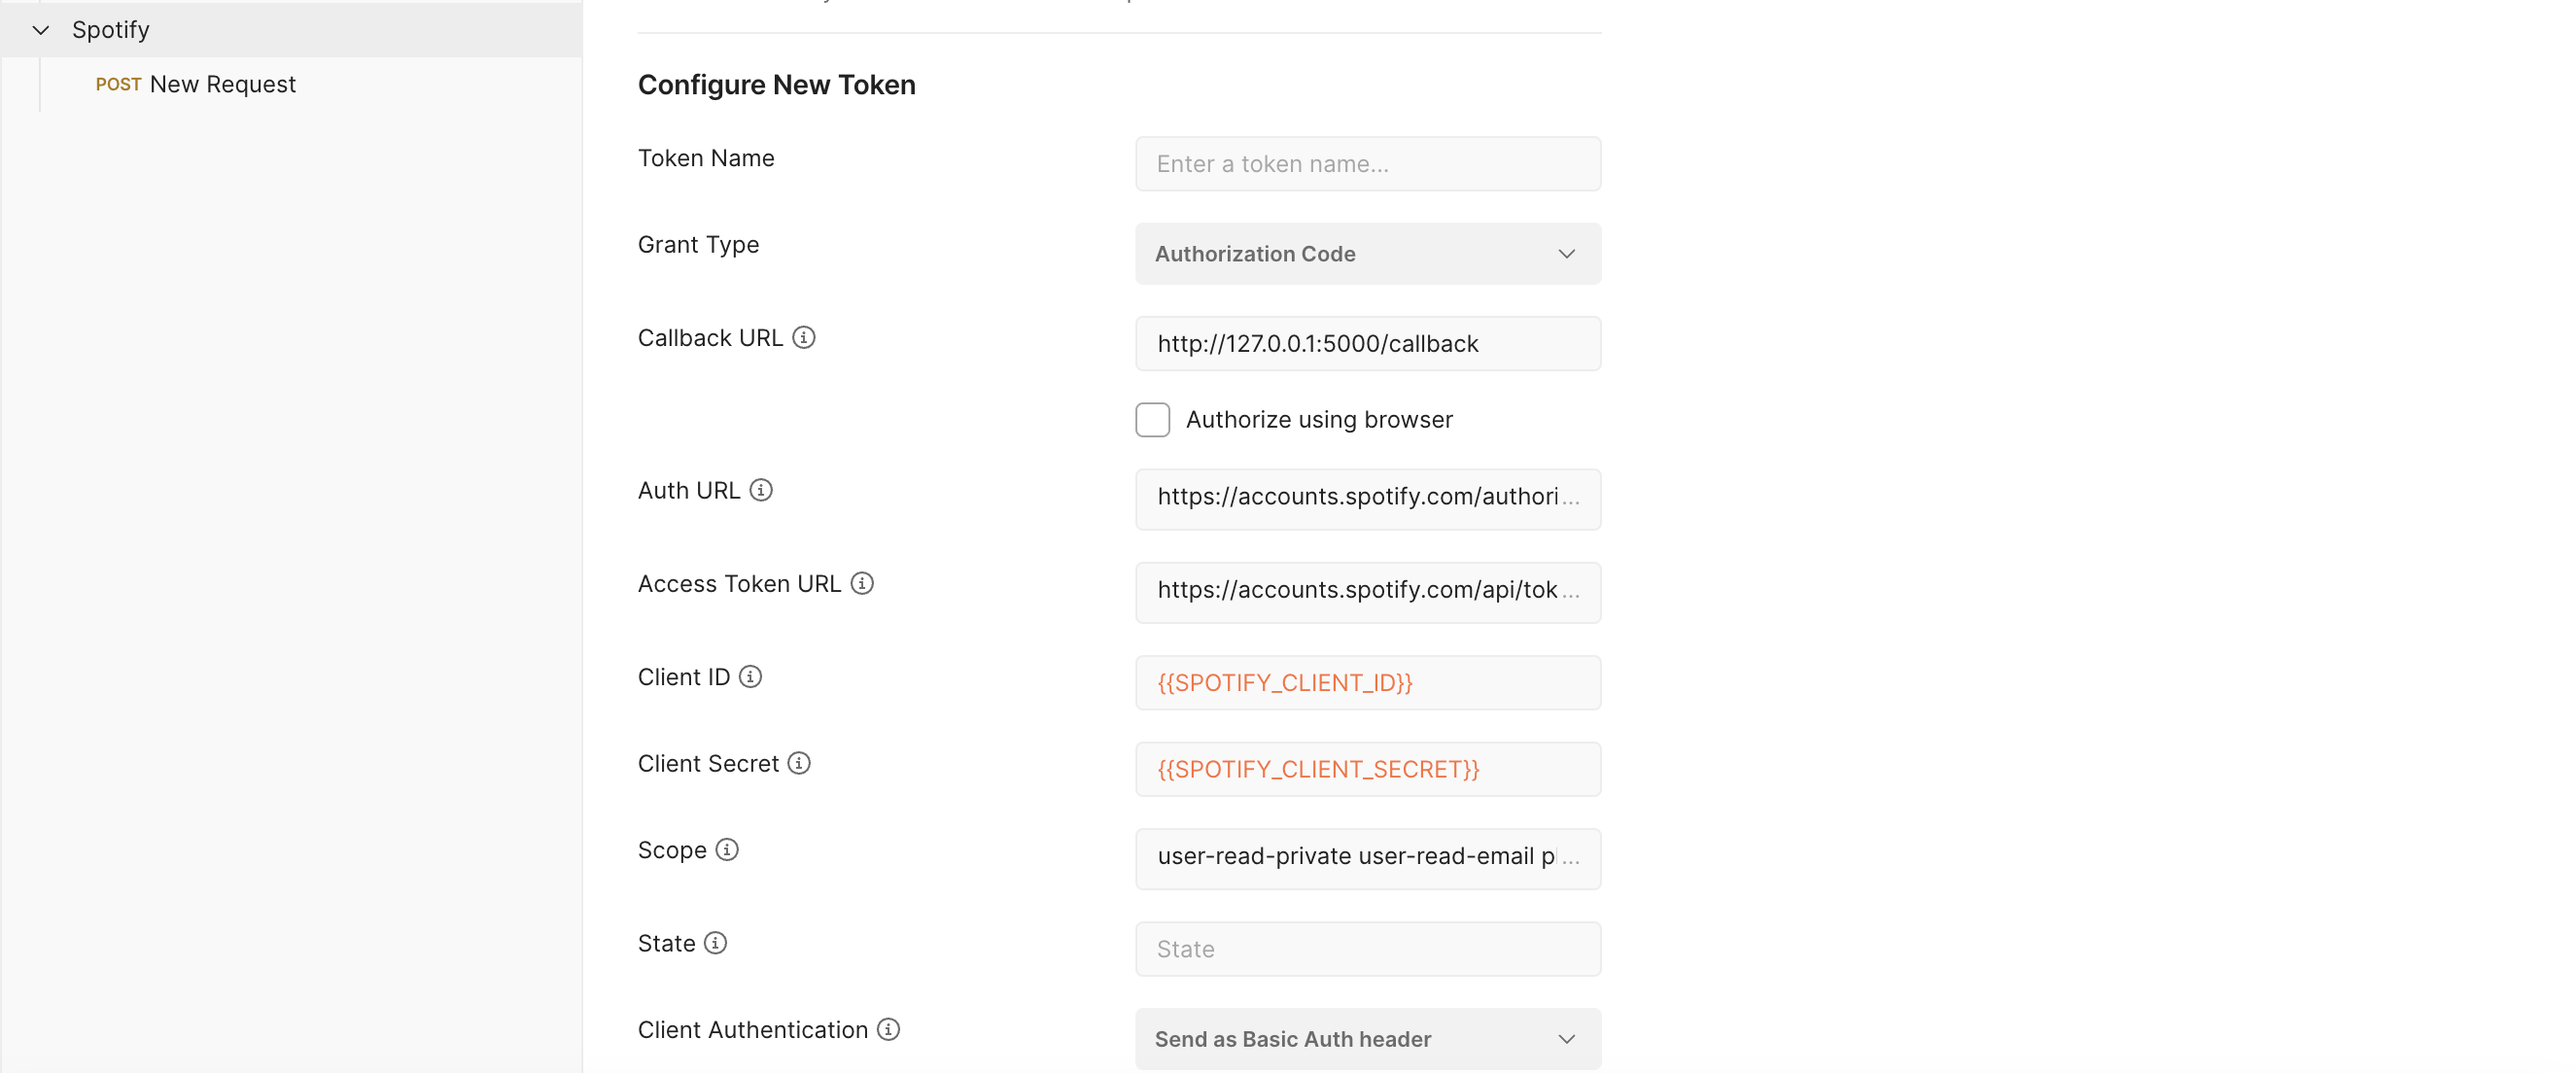 Spotify
POST New Request
Configure New Token
Token Name
Enter a token name...
Grant Type
Authorization Code
Callback URL
http://127.0.0.1:5000/callback
Authorize using browser
Auth URL
https://accounts.spotify.com/authori...
Access Token URL
https://accounts.spotify.com/api/tok...
Client ID
{{SPOTIFY_CLIENT_ID}}
Client Secret
{{SPOTIFY_CLIENT_SECRET}}
Scope
user-read-private user-read-email p...
State
State
Client Authentication
Send as Basic Auth header